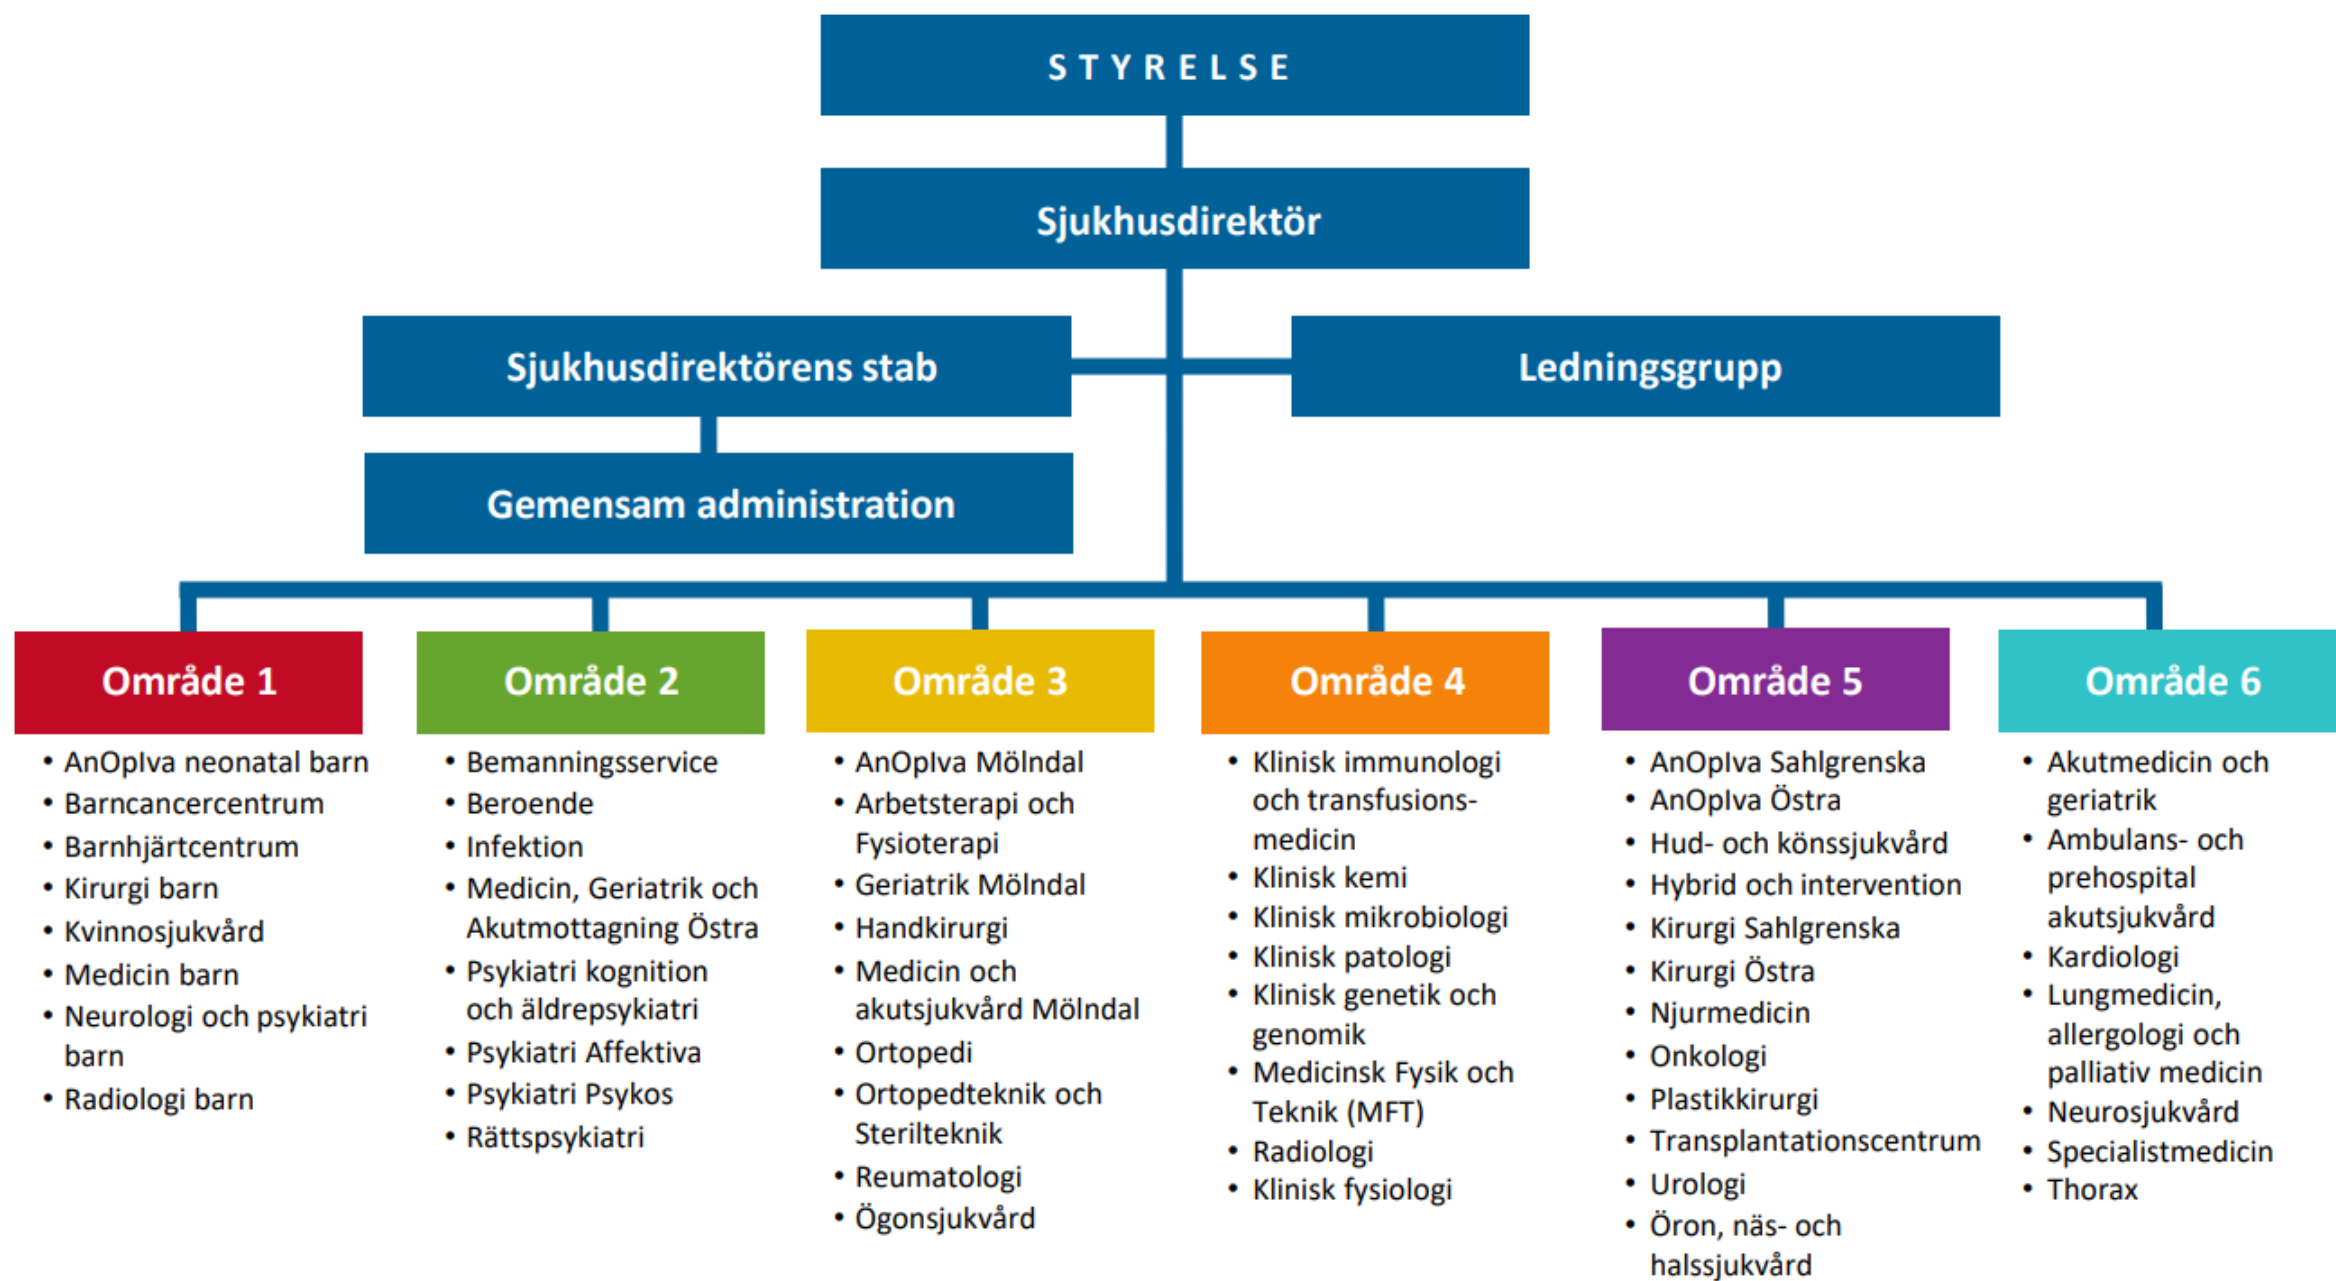 STYRELSE
Sjukhusdirektör
Sjukhusdirektörens stab
Ledningsgrupp
Gemensam administration
Område 1
• AnOpIva neonatal barn
• Barncancercentrum
• Barnhjärtcentrum
• Kirurgi barn
• Kvinnosjukvård
• Medicin barn
• Neurologi och psykiatri
barn
• Radiologi barn
Område 2
• Bemanningsservice
• Beroende
• Infektion
• Medicin, Geriatrik och
Akutmottagning Östra
• Psykiatri kognition
och äldrepsykiatri
• Psykiatri Affektiva
• Psykiatri Psykos
• Rättspsykiatri
Område 3
• AnOpIva Mölndal
• Arbetsterapi och
Fysioterapi
• Geriatrik Mölndal
• Handkirurgi
• Medicin och
akutsjukvård Mölndal
• Ortopedi
• Ortopedteknik och
Sterilteknik
• Reumatologi
• Ögonsjukvård
Område 4
• Klinisk immunologi
och transfusions-
medicin
• Klinisk kemi
• Klinisk mikrobiologi
• Klinisk patologi
• Klinisk genetik och
genomik
• Medicinsk Fysik och
Teknik (MFT)
• Radiologi
• Klinisk fysiologi
Område 5
• AnOpIva Sahlgrenska
• AnOpIva Östra
• Hud- och könssjukvård
• Hybrid och intervention
• Kirurgi Sahlgrenska
• Kirurgi Östra
• Njurmedicin
• Onkologi
• Plastikkirurgi
• Transplantationscentrum
• Urologi
• Öron, näs- och
halssjukvård
Område 6
• Akutmedicin och
geriatrik
• Ambulans- och
prehospital
akutsjukvård
• Kardiologi
• Lungmedicin,
allergologi och
palliativ medicin
• Neurosjukvård
• Specialistmedicin
• Thorax